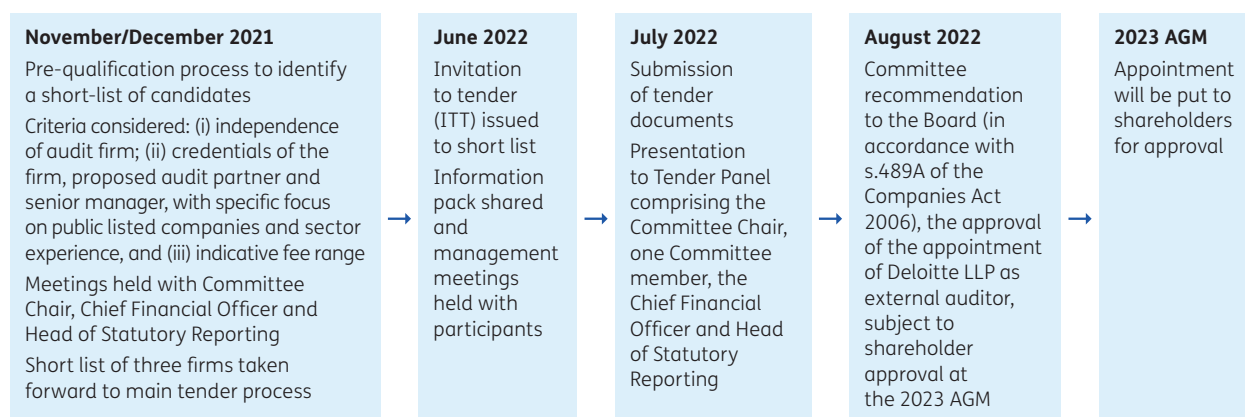 November/December 2021
Pre-qualification process to identify
a short-list of candidates
Criteria considered: (i) independence
of audit firm; (ii) credentials of the
firm, proposed audit partner and
senior manager, with specific focus
on public listed companies and sector
experience, and (iii) indicative fee range
Meetings held with Committee
Chair, Chief Financial Officer and
Head of Statutory Reporting
Short list of three firms taken
forward to main tender process
June 2022
Invitation
to tender
(ITT) issued
to short list
Information
pack shared
and
management
meetings
held with
participants
July 2022
Submission
of tender
documents
Presentation
to Tender Panel
comprising the
Committee Chair,
one Committee
member, the
Chief Financial
Officer and Head
of Statutory
Reporting
August 2022
Committee
recommendation
to the Board (in
accordance with
s.489A of the
Companies Act
2006), the approval
of the appointment
of Deloitte LLP as
external auditor,
subject to
shareholder
approval at
the 2023 AGM
2023 AGM
Appointment
will be put to
shareholders
for approval